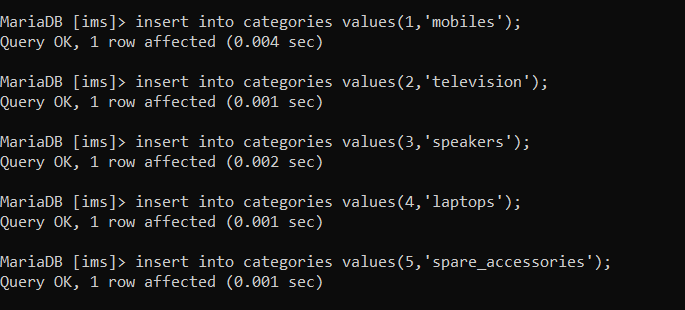 MariaDB [ims]> insert into categories values(1,'mobiles');
Query OK, 1 row affected (0.004 sec)
MariaDB [ims]> insert into categories values(2,'television');
Query OK, 1 row affected (0.001 sec)
MariaDB [ims]> insert into categories values(3,'speakers');
Query OK, 1 row affected (0.002 sec)
MariaDB [ims]> insert into categories values(4,'laptops');
Query OK, 1 row affected (0.001 sec)
MariaDB [ims]> insert into categories values(5,'spare_accessories');
Query OK, 1 row affected (0.001 sec)